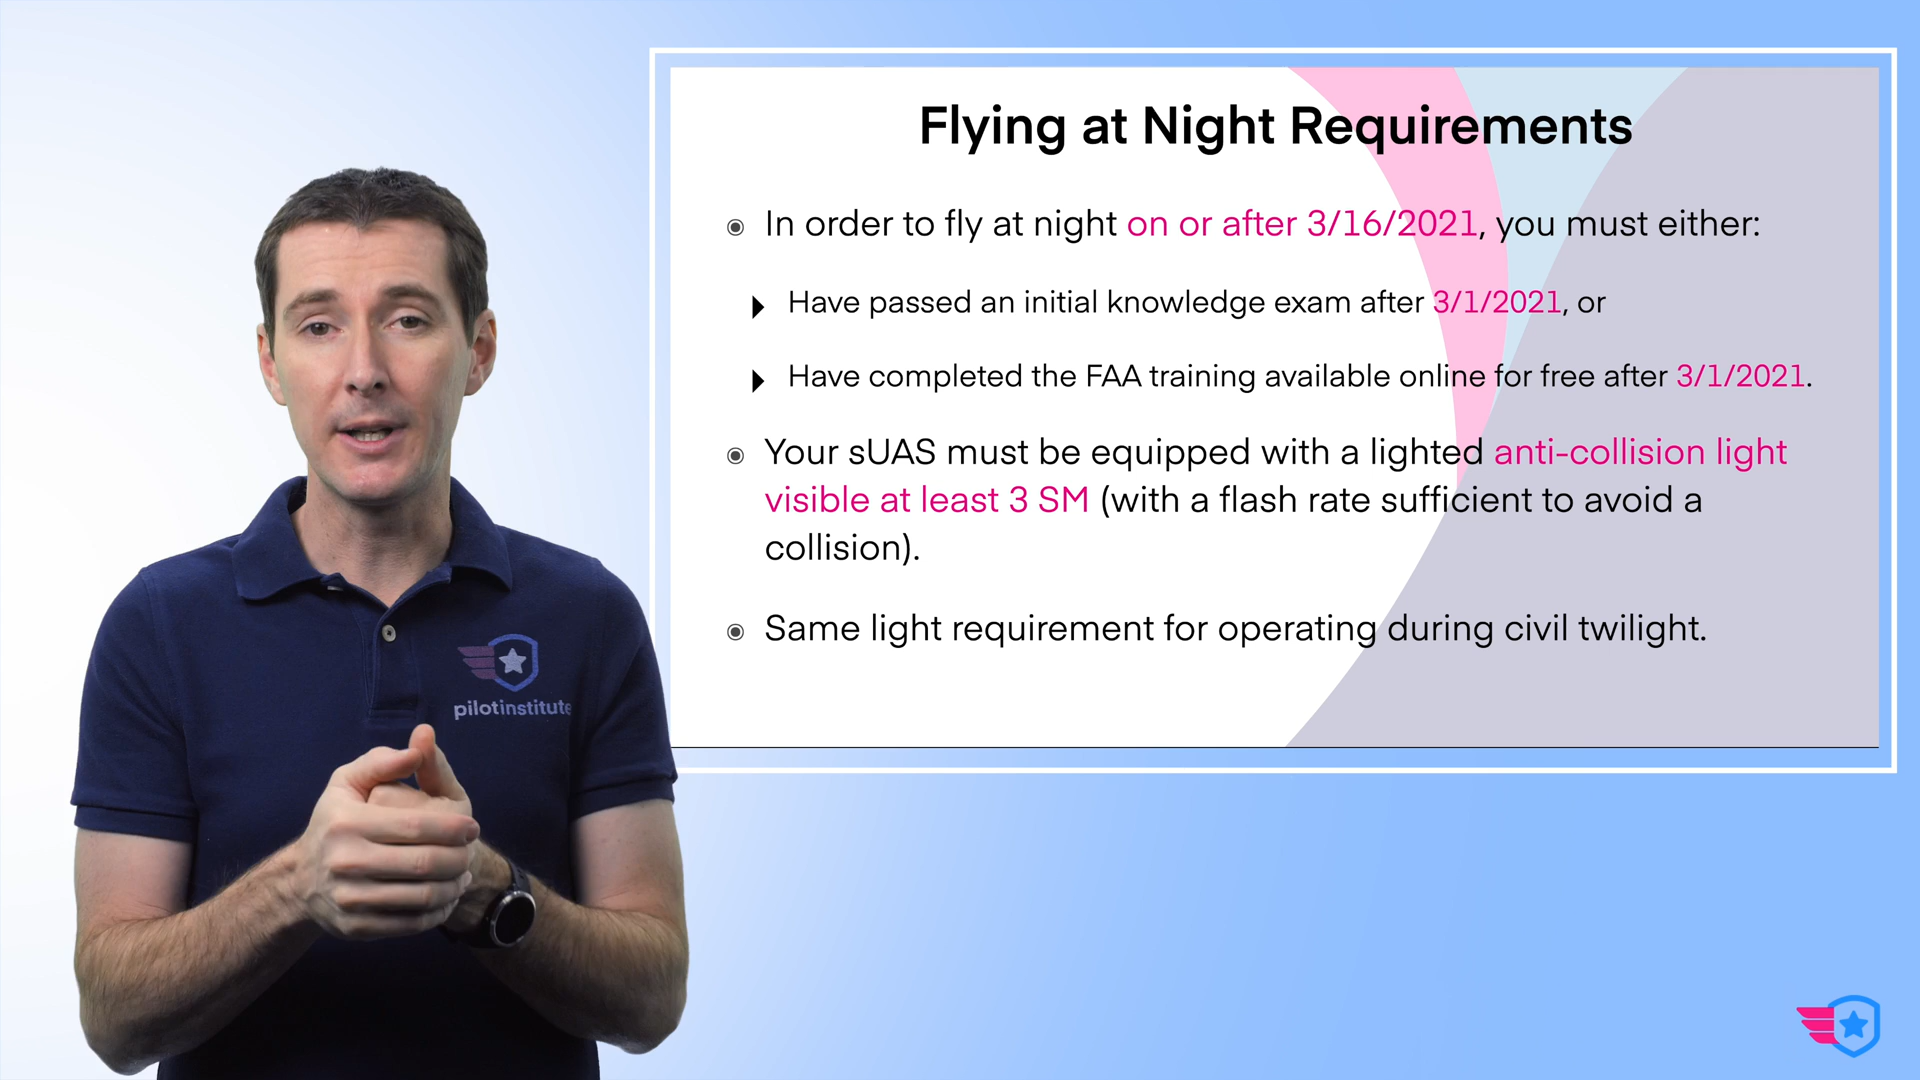 Flying at Night Requirements
In order to fly at night on or after 3/16/2021, you must either:
Have passed an initial knowledge exam after 3/1/2021, or
Have completed the FAA training available online for free after 3/1/2021.
Your sUAS must be equipped with a lighted anti-collision light
visible at least 3 SM (with a flash rate sufficient to avoid a
collision).
Same light requirement for operating during civil twilight.
pilotinstitute